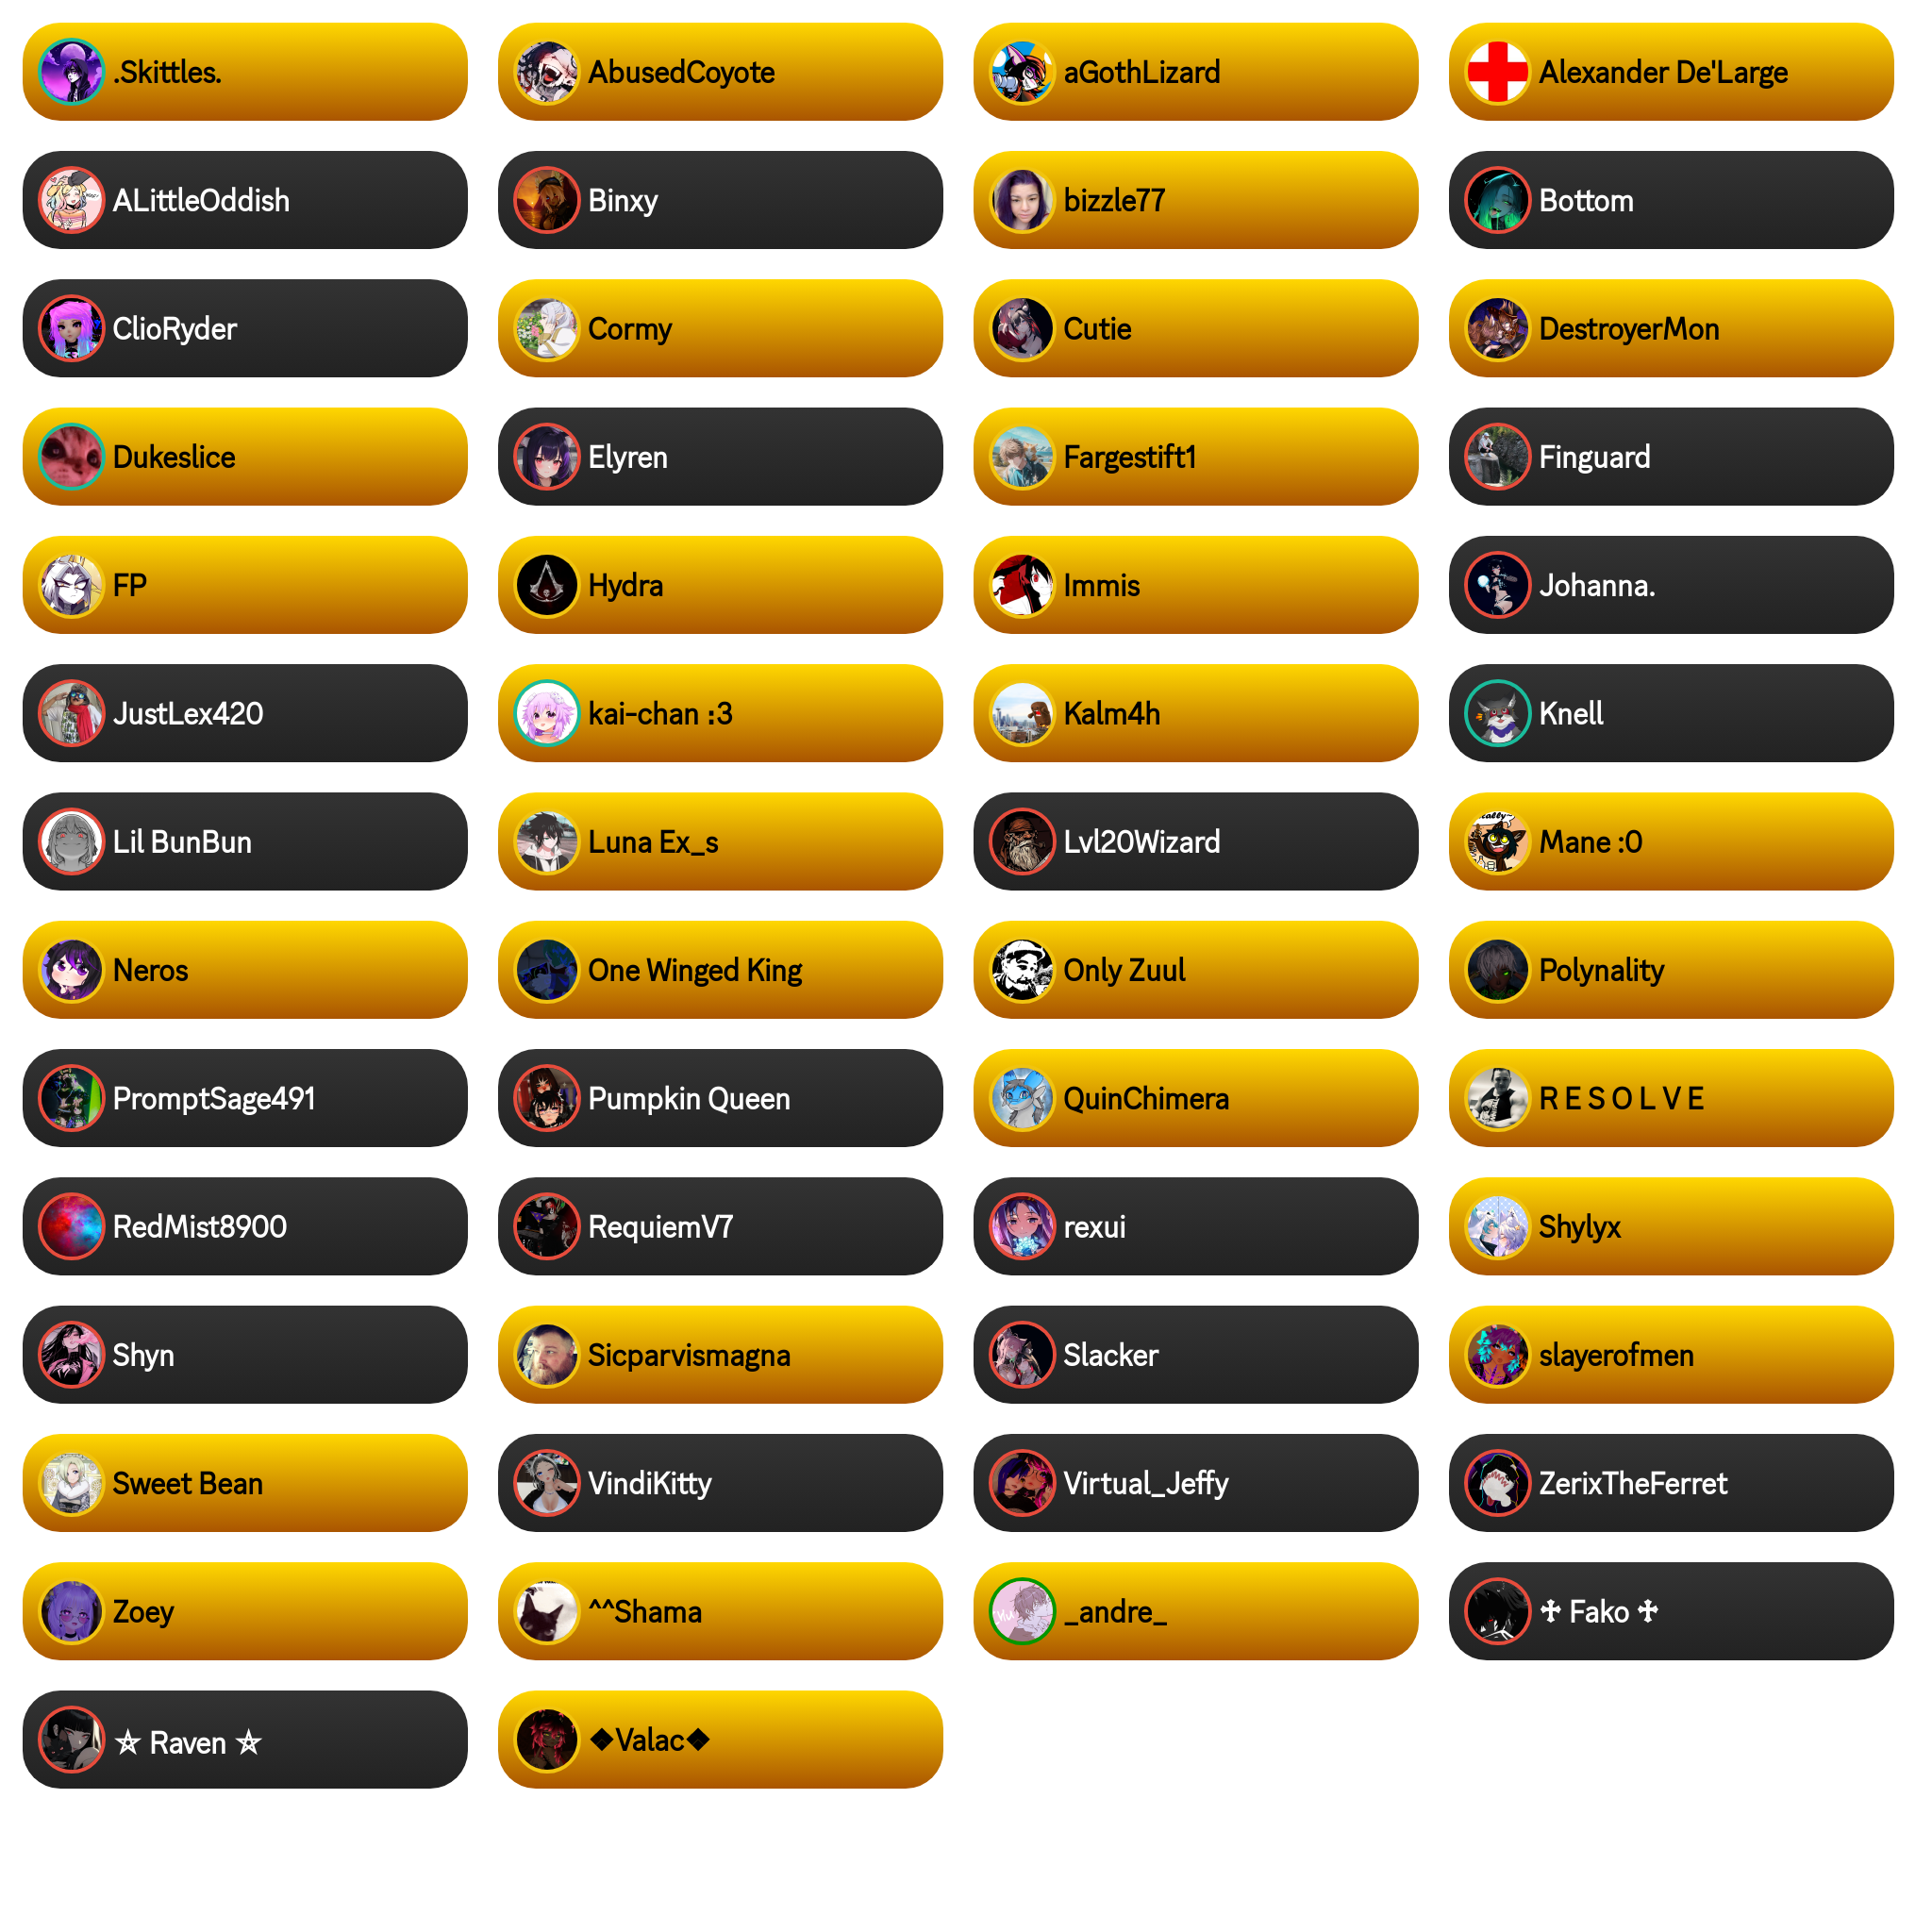 .Skittles.
AbusedCoyote
aGothLizard
Alexander De'Large
ALittleOddish
Binxy
bizzle77
Bottom
ClioRyder
Cormy
Cutie
DestroyerMon
Dukeslice
Elyren
Fargestift1
Finguard
FP
Hydra
Immis
Johanna.
JustLex420
kai-chan :3
Kalm4h
Knell
Lil BunBun
Luna Ex_s
Lvl20Wizard
Mane :0
Neros
One Winged King
Only Zuul
Polynality
PromptSage491
Pumpkin Queen
QuinChimera
R E S O L V E
RedMist8900
RequiemV7
rexui
Shylyx
Shyn
Sicparvismagna
Slacker
slayerofmen
Sweet Bean
VindiKitty
Virtual_Jeffy
ZerixTheFerret
Zoey
^^Shama
_andre_
✢ Fako ✢
⛤ Raven ⛤
❖Valac❖